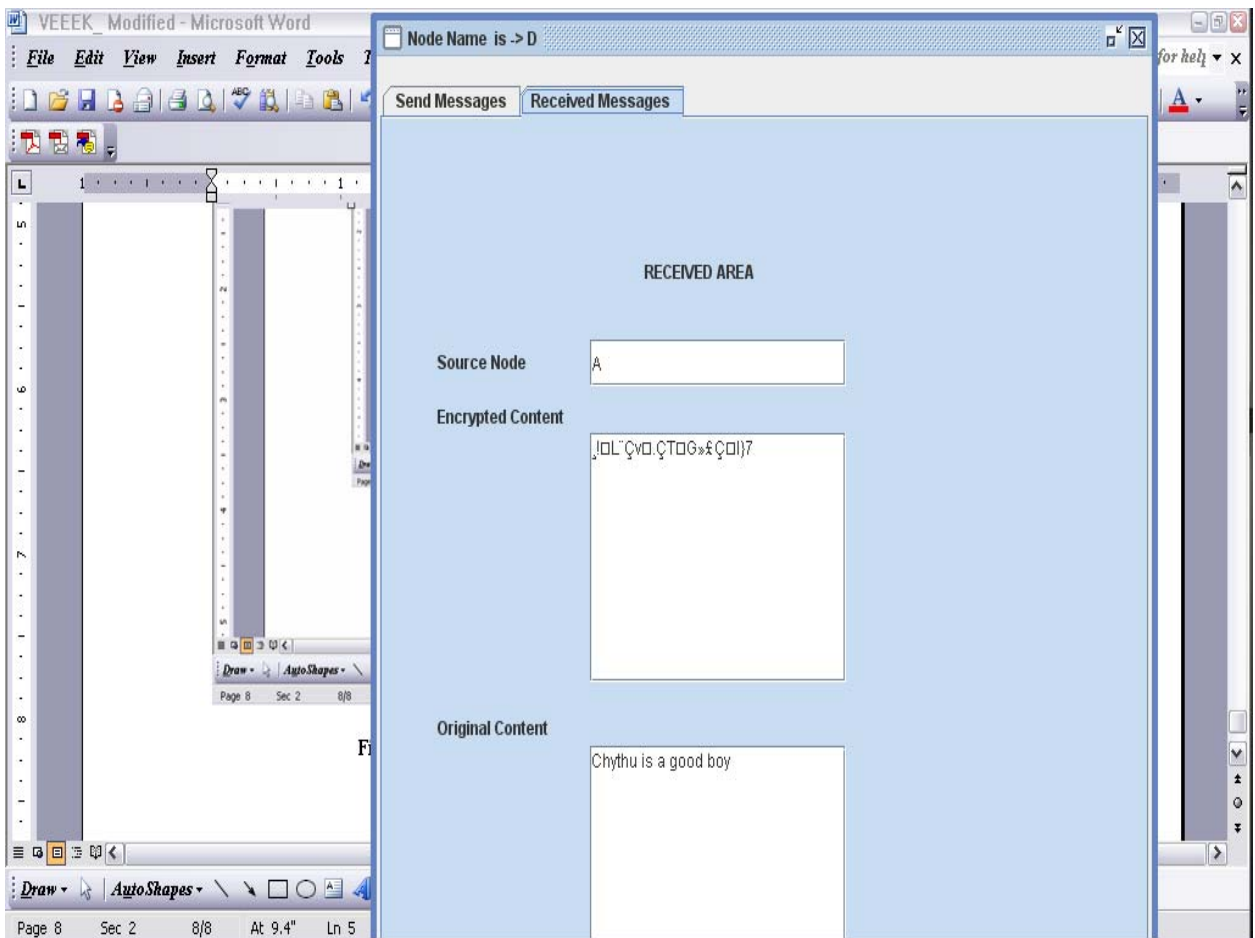 VEEEK_ Modified - Microsoft Word
Node Name is -> D
File Edit View Insert Format Tools
for help
Send Messages Received Messages
RECEIVED AREA
Source Node
A
Encrypted Content
Original Content
Chythu is a good boy
Draw AutoShapes
Page 8 Sec 2 8/8
Draw AutoShapes
Page 8 Sec 2 8/8 At 9.4" Ln 5